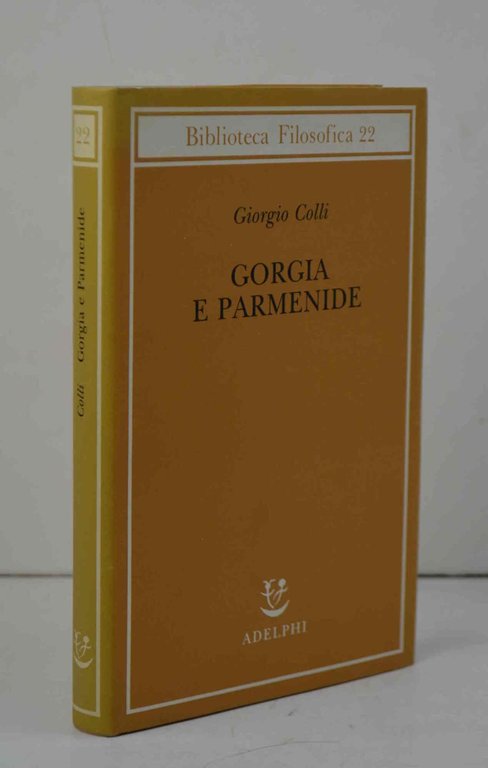 22
Colli Gorgia e Parmenide
Biblioteca Filosofica 22
Giorgio Colli
GORGIA
E PARMENIDE
ADELPHI